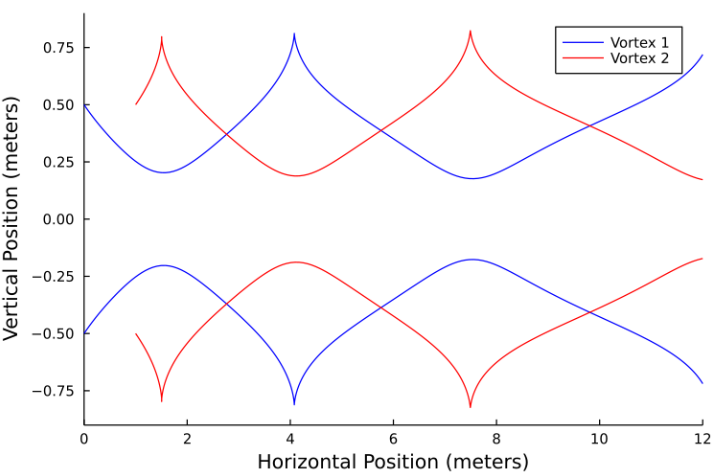 Vortex 1
Vortex 2
0.75
0.50
0.25
0.00
−0.25
−0.50
−0.75
Vertical Position (meters)
0 2 4 6 8 10 12
Horizontal Position (meters)